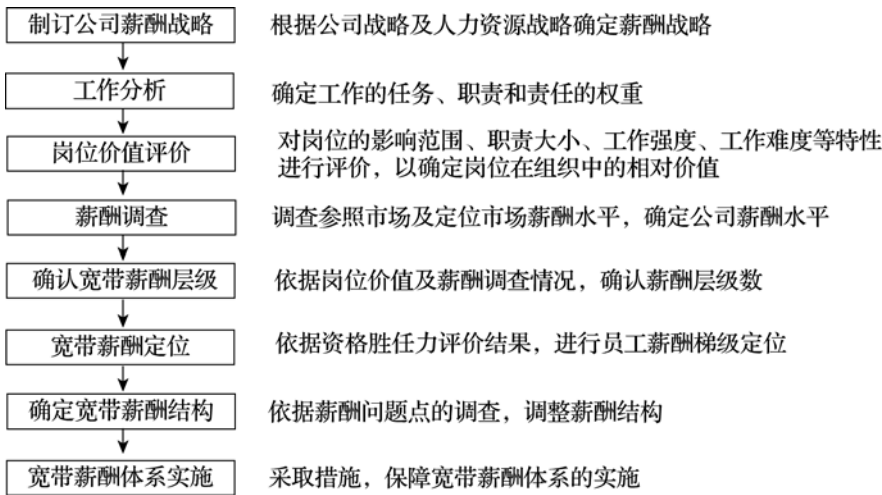 制订公司薪酬战略 根据公司战略及人力资源战略确定薪酬战略
工作分析 确定工作的任务、职责和责任的权重
岗位价值评价 对岗位的影响范围、职责大小、工作强度、工作难度等特性
进行评价，以确定岗位在组织中的相对价值
薪酬调查 调查参照市场及定位市场薪酬水平，确定公司薪酬水平
确认宽带薪酬层级 依据岗位价值及薪酬调查情况，确认薪酬层级数
宽带薪酬定位 依据资格胜任力评价结果，进行员工薪酬梯级定位
确定宽带薪酬结构 依据薪酬问题点的调查，调整薪酬结构
宽带薪酬体系实施 采取措施，保障宽带薪酬体系的实施